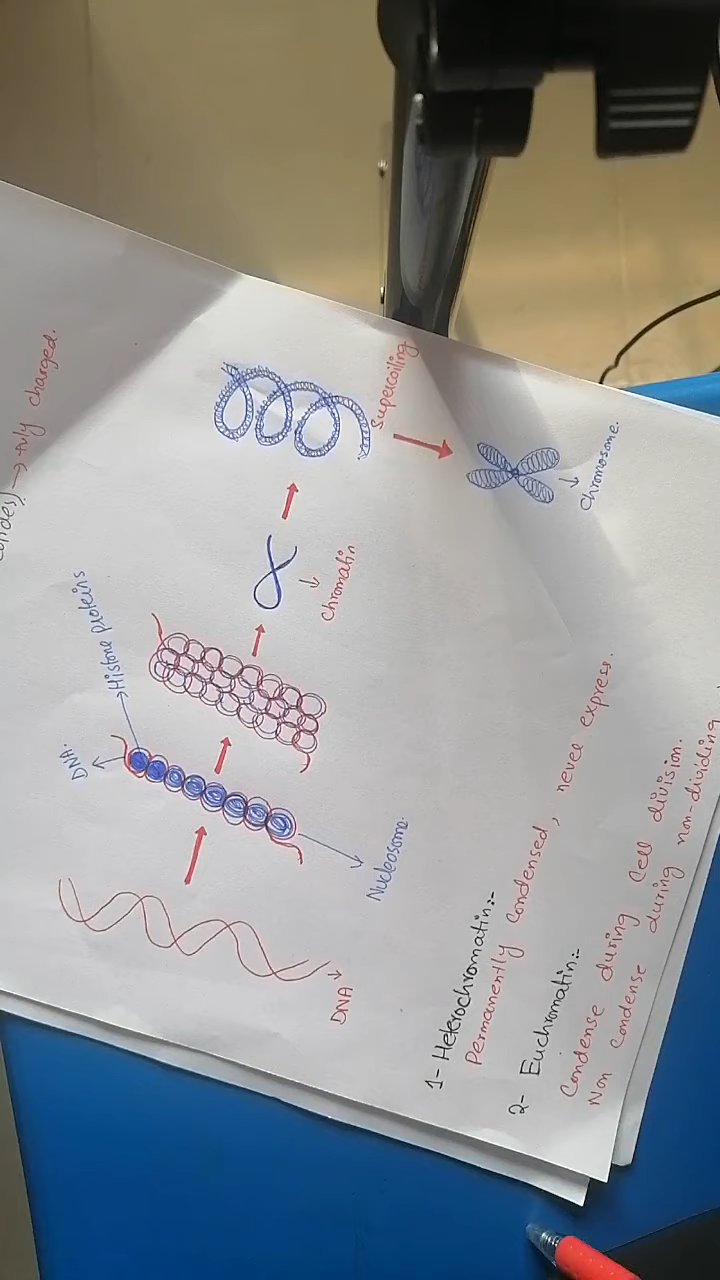 → +vly charged.
DNA.
→Histone proteins
DNA
Nucleosome.
Chromatin
Supercoiling
Chromosome.
1- Heterochromatin:-
Permanently Condensed, never express.
2- Euchromatin:-
Condense during Cell division.
Non Condense during non-dividing